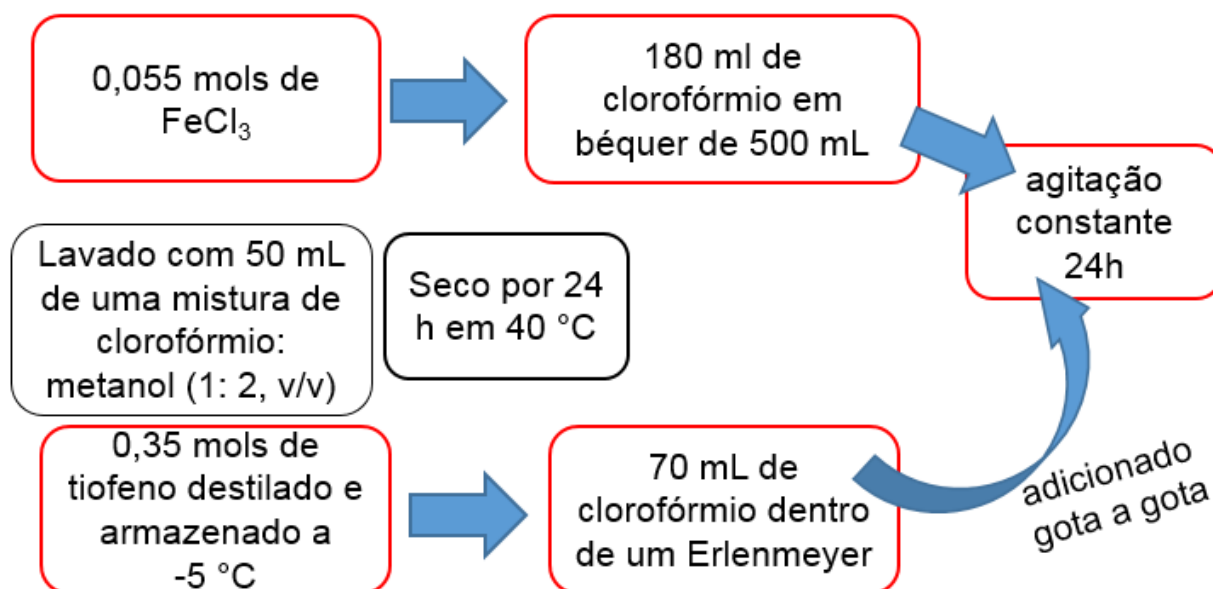 0,055 mols de
FeCl₃
180 ml de
clorofórmio em
béquer de 500 mL
agitação
constante
24h
Lavado com 50 mL
de uma mistura de
clorofórmio:
metanol (1: 2, v/v)
Seco por 24
h em 40 °C
0,35 mols de
tiofeno destilado e
armazenado a
-5 °C
70 mL de
clorofórmio dentro
de um Erlenmeyer
adicionado
gota a gota